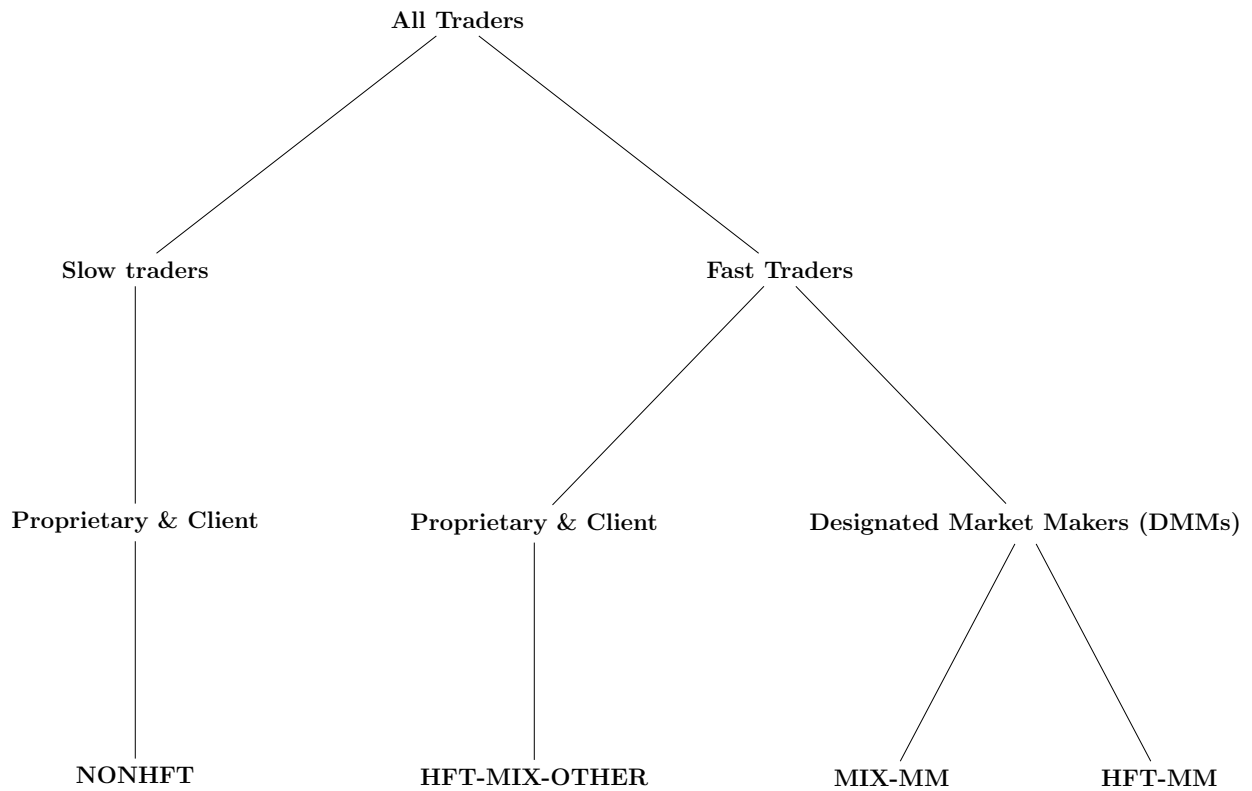 All Traders
Slow traders
Fast Traders
Proprietary & Client
Proprietary & Client
Designated Market Makers (DMMs)
NONHFT
HFT-MIX-OTHER
MIX-MM
HFT-MM